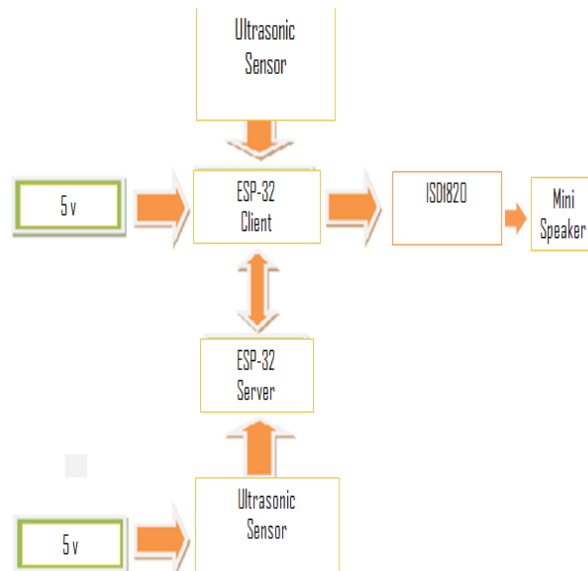 Ultrasonic
Sensor
5 v
ESP-32
Client
ISD1820
Mini
Speaker
ESP-32
Server
Ultrasonic
Sensor
5 v